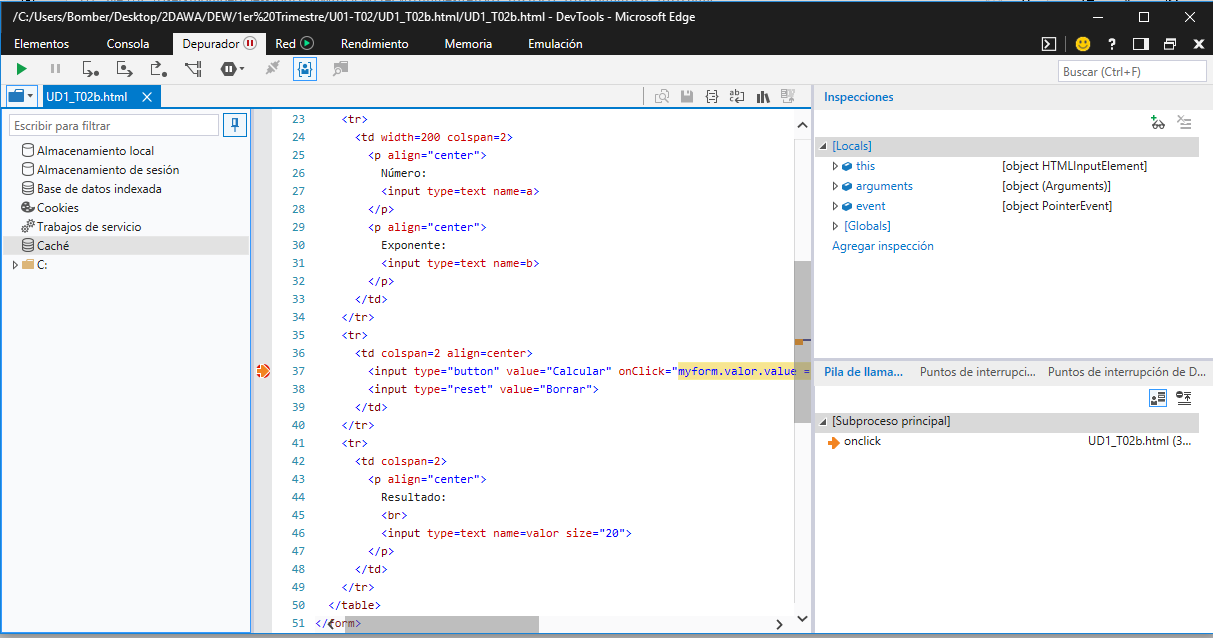 /C:/Users/Bomber/Desktop/2DAWA/DEW/1er%20Trimestre/U01-T02/UD1_T02b.html/UD1_T02b.html - DevTools - Microsoft Edge
Elementos Consola Depurador Red Rendimiento Memoria Emulación
Buscar (Ctrl+F)
UD1_T02b.html
Escribir para filtrar
Almacenamiento local
Almacenamiento de sesión
Base de datos indexada
Cookies
Trabajos de servicio
Caché
C:
23 <tr>
24 <td width=200 colspan=2>
25 <p align="center">
26 Número:
27 <input type=text name=a>
28 </p>
29 <p align="center">
30 Exponente:
31 <input type=text name=b>
32 </p>
33 </td>
34 </tr>
35 <tr>
36 <td colspan=2 align=center>
37 <input type="button" value="Calcular" onClick="myform.valor.value =
38 <input type="reset" value="Borrar">
39 </td>
40 </tr>
41 <tr>
42 <td colspan=2>
43 <p align="center">
44 Resultado:
45 <br>
46 <input type=text name=valor size="20">
47 </p>
48 </td>
49 </tr>
50 </table>
51 </form>
Inspecciones
[Locals]
this [object HTMLInputElement]
arguments [object (Arguments)]
event [object PointerEvent]
[Globals]
Agregar inspección
Pila de llama... Puntos de interrupci... Puntos de interrupción de D...
[Subproceso principal]
onclick UD1_T02b.html (3...